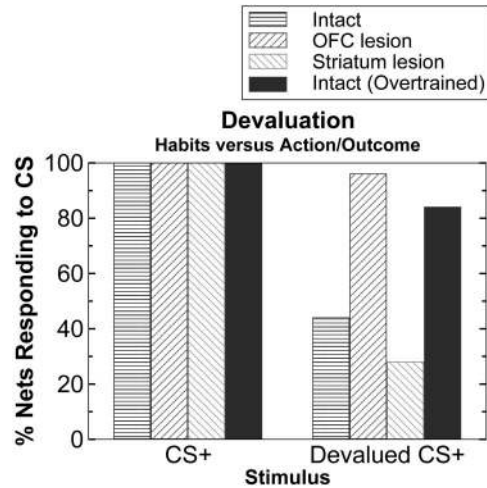 Intact
OFC lesion
Striatum lesion
Intact (Overtrained)
Devaluation
Habits versus Action/Outcome
% Nets Responding to CS
100
80
60
40
20
0
CS+
Devalued CS+
Stimulus